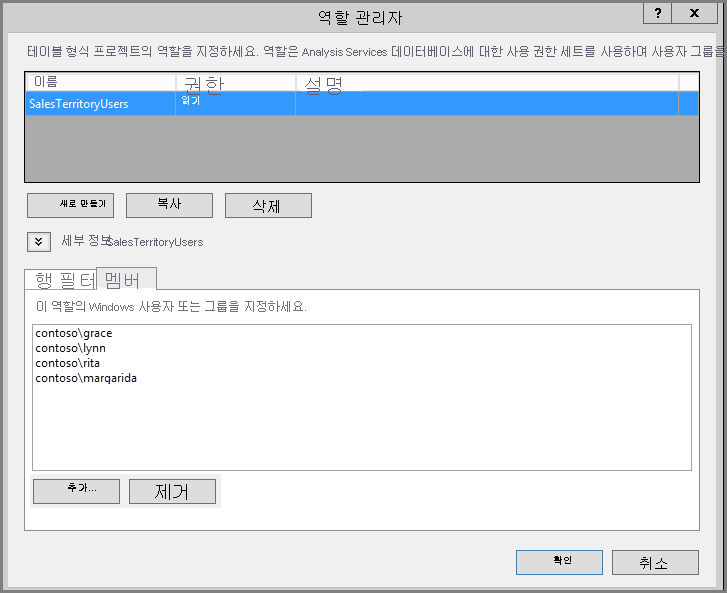 역할 관리자
? x
테이블 형식 프로젝트의 역할을 지정하세요. 역할은 Analysis Services 데이터베이스에 대한 사용 권한 세트를 사용하여 사용자 그룹을
이름 권한 설명
SalesTerritoryUsers 읽기
새로 만들기 복사 삭제
세부 정보 SalesTerritoryUsers
행 필터 멤버
이 역할의 Windows 사용자 또는 그룹을 지정하세요.
contoso\grace
contoso\lynn
contoso\rita
contoso\margarida
추가... 제거
확인 취소